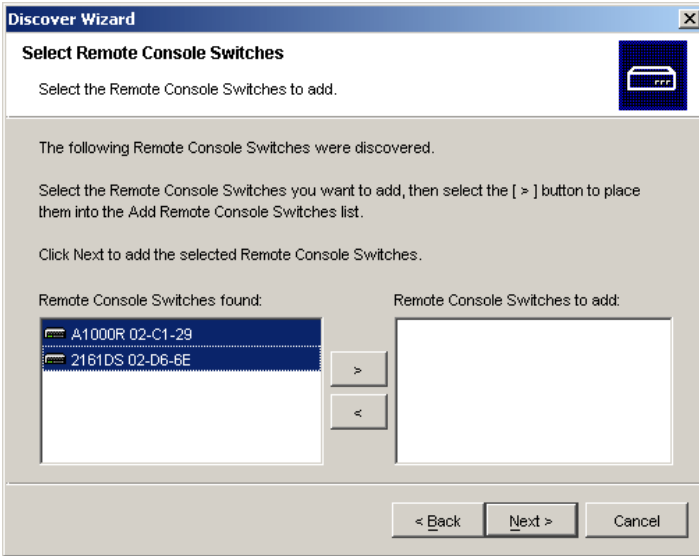 Discover Wizard
Select Remote Console Switches
Select the Remote Console Switches to add.
The following Remote Console Switches were discovered.
Select the Remote Console Switches you want to add, then select the [ > ] button to place
them into the Add Remote Console Switches list.
Click Next to add the selected Remote Console Switches.
Remote Console Switches found:
Remote Console Switches to add:
A1000R 02-C1-29
2161DS 02-D6-6E
>
<
< Back
Next >
Cancel